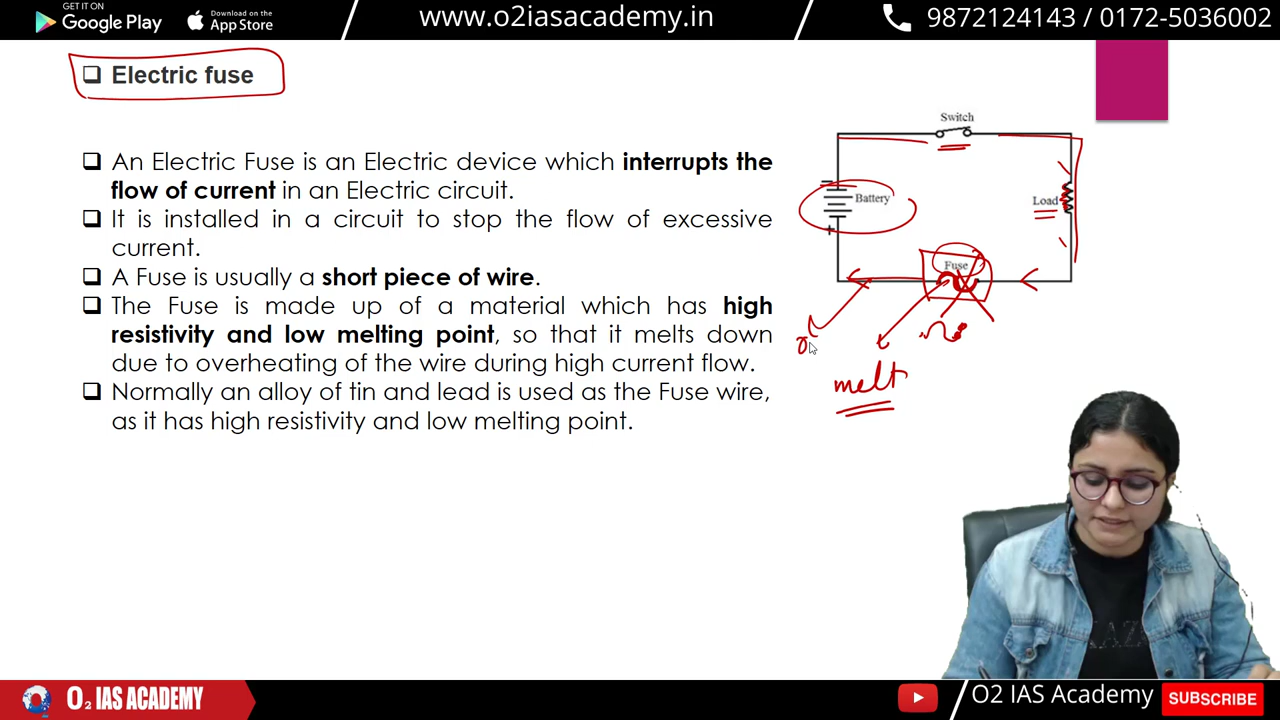 GET IT ON
Google Play
Download on the
App Store
www.o2iasacademy.in
9872124143 / 0172-5036002
❑ Electric fuse
❑ An Electric Fuse is an Electric device which interrupts the
flow of current in an Electric circuit.
❑ It is installed in a circuit to stop the flow of excessive
current.
❑ A Fuse is usually a short piece of wire.
❑ The Fuse is made up of a material which has high
resistivity and low melting point, so that it melts down
due to overheating of the wire during high current flow.
❑ Normally an alloy of tin and lead is used as the Fuse wire,
as it has high resistivity and low melting point.
Switch
Battery
Load
+
Fuse
melt
O2 IAS ACADEMY
O2 IAS Academy
SUBSCRIBE